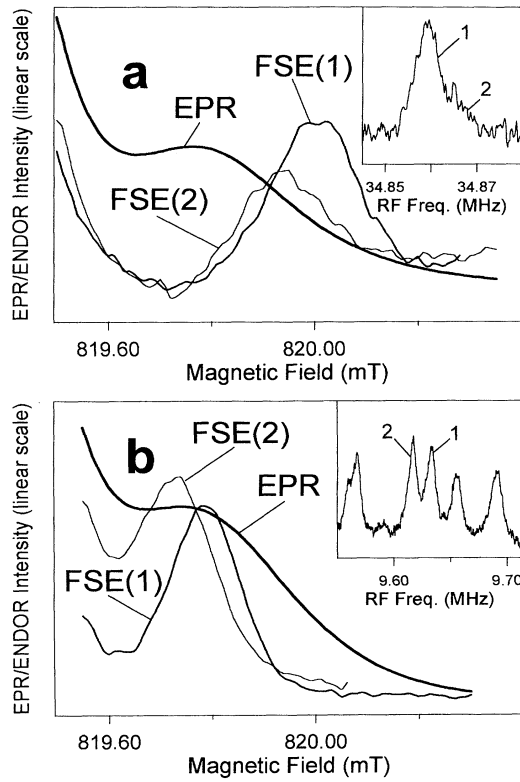 a
EPR/ENDOR Intensity (linear scale)
EPR
FSE(1)
FSE(2)
1
2
34.85 34.87
RF Freq. (MHz)
819.60 820.00
Magnetic Field (mT)
b
EPR/ENDOR Intensity (linear scale)
FSE(2)
EPR
FSE(1)
2 1
9.60 9.70
RF Freq. (MHz)
819.60 820.00
Magnetic Field (mT)